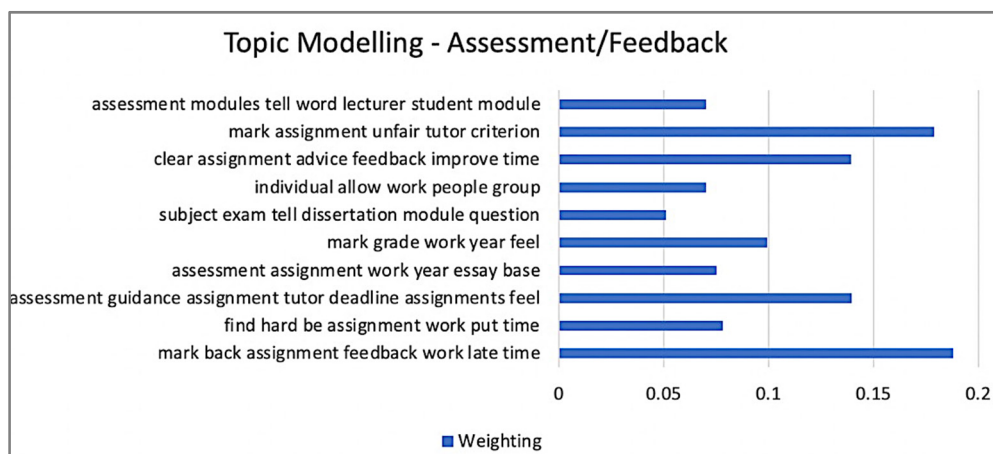 Topic Modelling - Assessment/Feedback
assessment modules tell word lecturer student module
mark assignment unfair tutor criterion
clear assignment advice feedback improve time
individual allow work people group
subject exam tell dissertation module question
mark grade work year feel
assessment assignment work year essay base
assessment guidance assignment tutor deadline assignments feel
find hard be assignment work put time
mark back assignment feedback work late time
0 0.05 0.1 0.15 0.2
Weighting